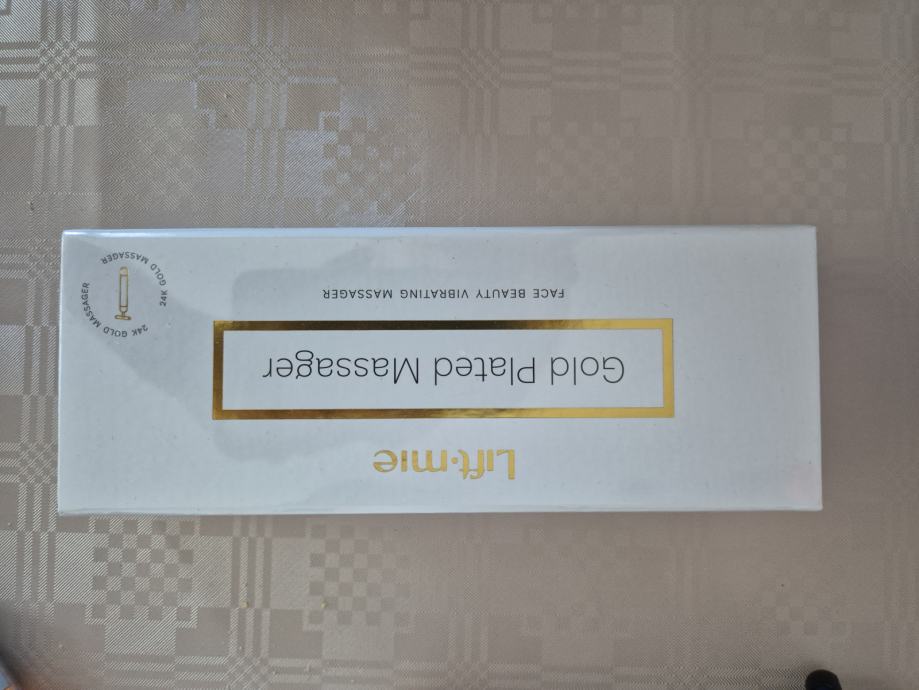 Lift·mie
Gold Plated Massager
FACE BEAUTY VIBRATING MASSAGER
24K GOLD MASSAGER
24K GOLD MASSAGER